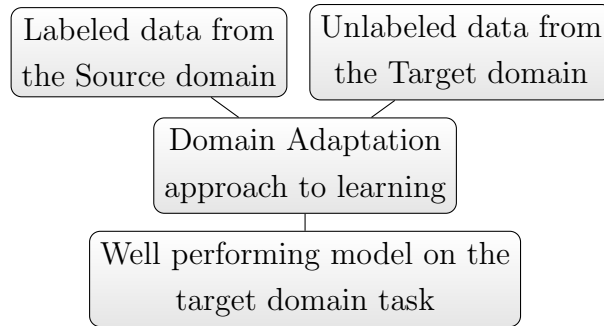 Labeled data from
the Source domain
Unlabeled data from
the Target domain
Domain Adaptation
approach to learning
Well performing model on the
target domain task